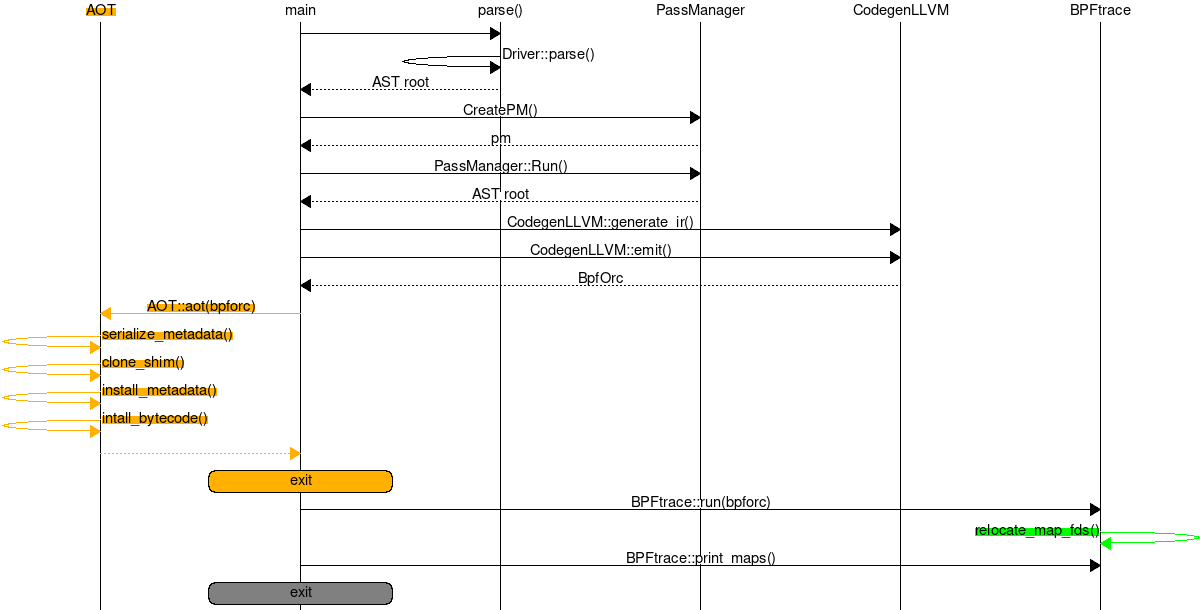 AOT main parse() PassManager CodegenLLVM BPFtrace
Driver::parse()
AST root
CreatePM()
pm
PassManager::Run()
AST root
CodegenLLVM::generate_ir()
CodegenLLVM::emit()
BpfOrc
AOT::aot(bpforc)
serialize_metadata()
clone_shim()
install_metadata()
intall_bytecode()
exit
BPFtrace::run(bpforc)
relocate_map_fds()
BPFtrace::print_maps()
exit